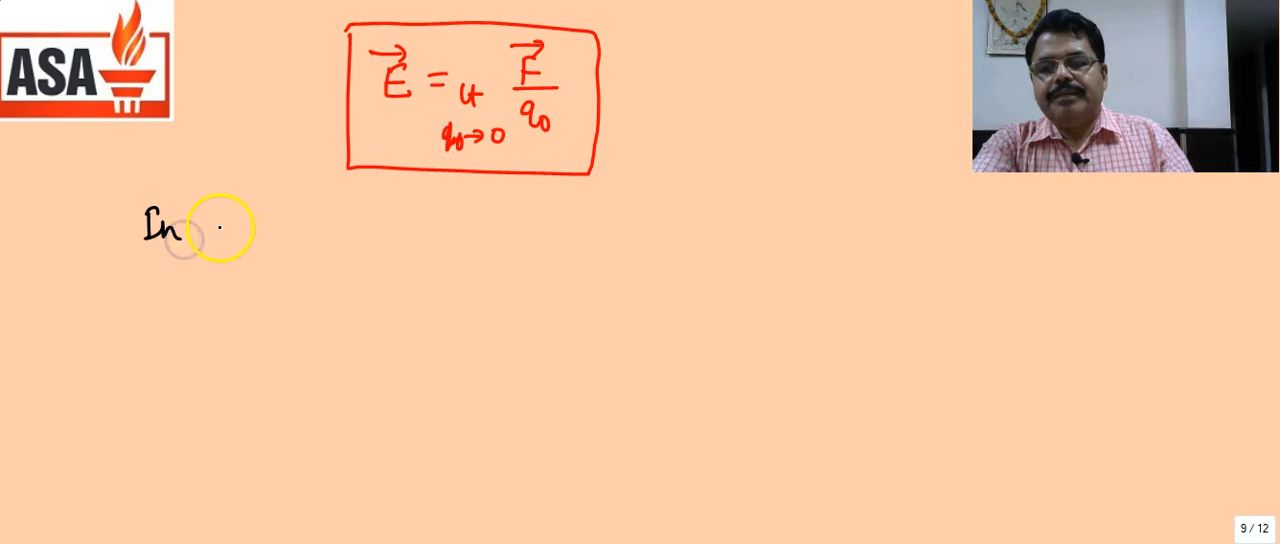 ASA
E⃗ = Lt F⃗/q₀
q₀→0
In
9 / 12